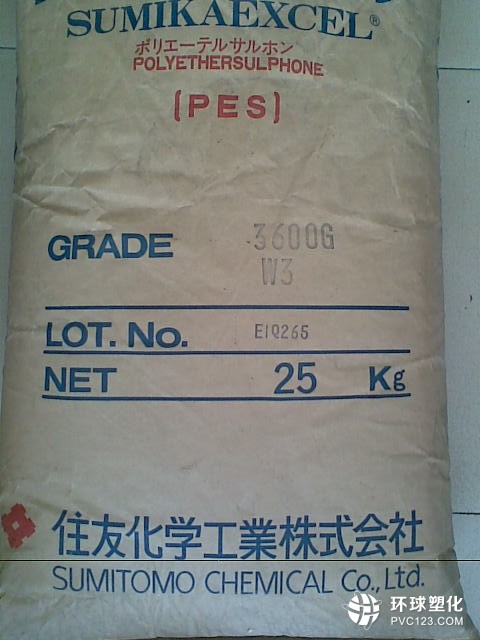 SUMIKAEXCEL®
ポリエーテルサルホン
POLYETHERSULPHONE
(PES)
GRADE 3600G
W3
LOT. No. EIQ265
NET 25 Kg
住友化学工業株式会社
SUMITOMO CHEMICAL Co., Ltd.
环球塑化
PVC123.COM